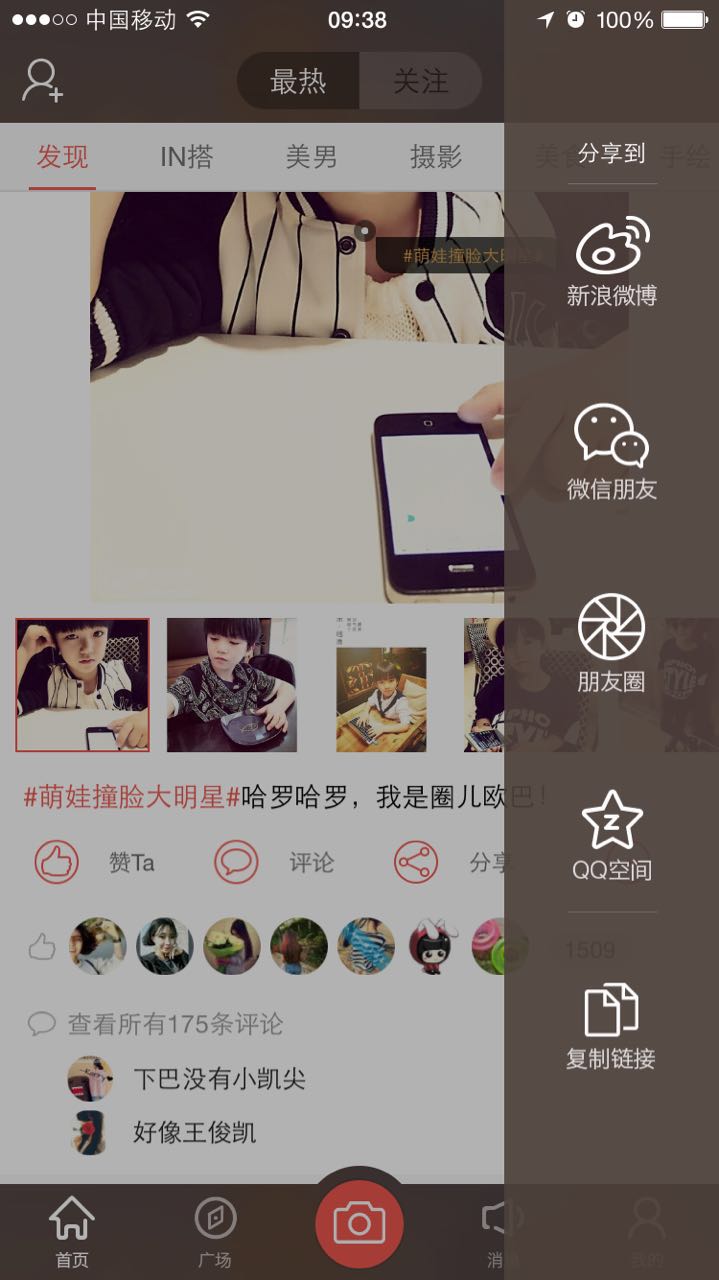 中国移动 09:38 100%
最热 关注
发现 IN搭 美男 摄影 美食 手绘
分享到
#萌娃撞脸大明星#
新浪微博
微信朋友
朋友圈
#萌娃撞脸大明星#哈罗哈罗，我是圈儿欧巴！
赞Ta 评论 分享
QQ空间
1509
查看所有175条评论
复制链接
下巴没有小凯尖
好像王俊凯
首页 广场 消息 我的